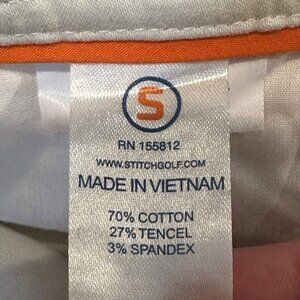 S
RN 155812
WWW.STITCHGOLF.COM
MADE IN VIETNAM
70% COTTON
27% TENCEL
3% SPANDEX